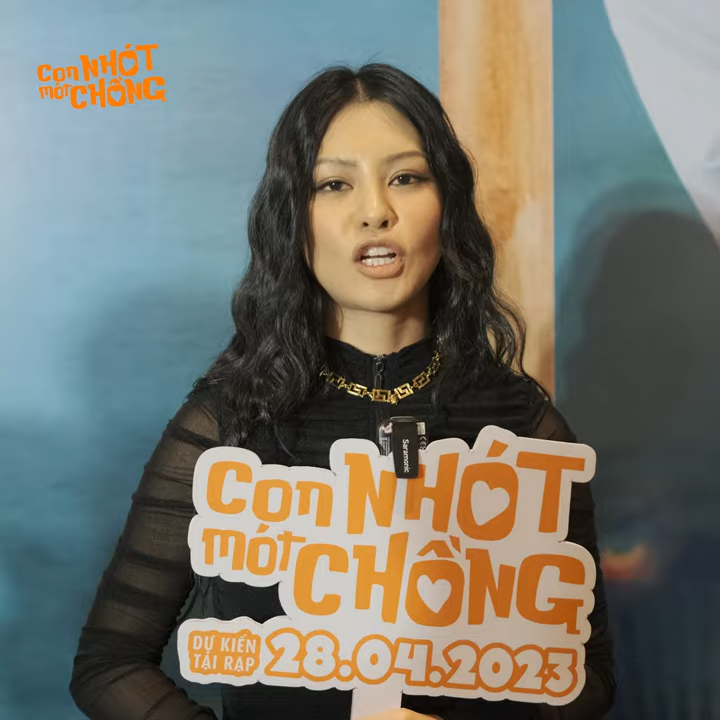 Con NHÓT
mót CHỒNG
Saramonic
Con NHÓT
mót CHỒNG
DỰ KIẾN
TẠI RẠP
28.04.2023